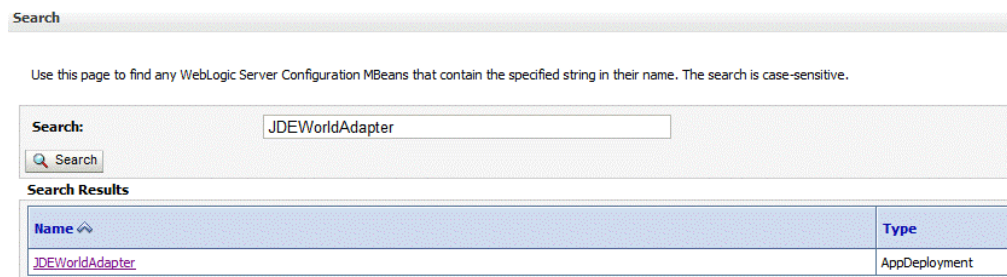 Search
Use this page to find any WebLogic Server Configuration MBeans that contain the specified string in their name. The search is case-sensitive.
Search: JDEWorldAdapter
Search
Search Results
Name Type
JDEWorldAdapter AppDeployment